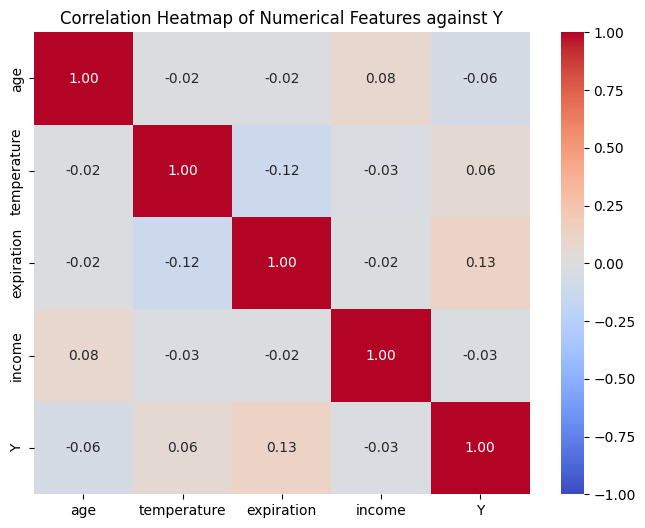 Correlation Heatmap of Numerical Features against Y
age 1.00 -0.02 -0.02 0.08 -0.06
temperature -0.02 1.00 -0.12 -0.03 0.06
expiration -0.02 -0.12 1.00 -0.02 0.13
income 0.08 -0.03 -0.02 1.00 -0.03
Y -0.06 0.06 0.13 -0.03 1.00
age temperature expiration income Y
1.00
0.75
0.50
0.25
0.00
−0.25
−0.50
−0.75
−1.00